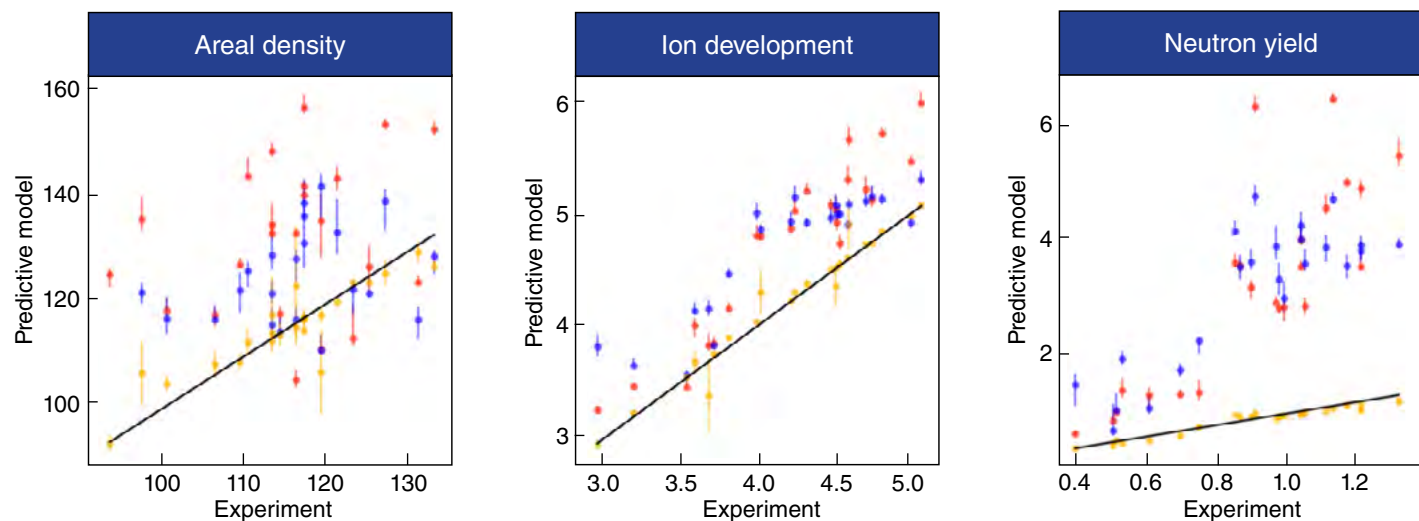 Areal density
160
140
120
100
Predictive model
100
110
120
130
Experiment
Ion development
6
5
4
3
Predictive model
3.0
3.5
4.0
4.5
5.0
Experiment
Neutron yield
6
4
2
Predictive model
0.4
0.6
0.8
1.0
1.2
Experiment